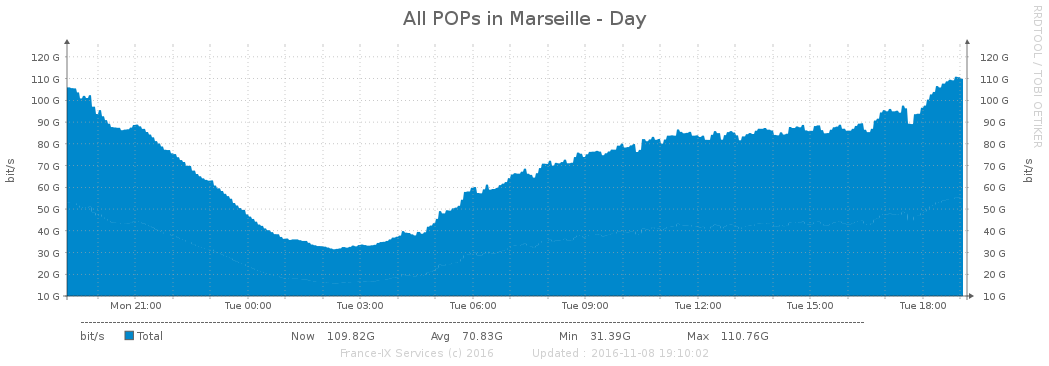 All POPs in Marseille - Day
RRDTOOL / TOBI OETIKER
bit/s
120 G 120 G
110 G 110 G
100 G 100 G
90 G 90 G
80 G 80 G
70 G 70 G
60 G 60 G
50 G 50 G
40 G 40 G
30 G 30 G
20 G 20 G
10 G 10 G
bit/s
Mon 21:00 Tue 00:00 Tue 03:00 Tue 06:00 Tue 09:00 Tue 12:00 Tue 15:00 Tue 18:00
bit/s Total Now 109.82G Avg 70.83G Min 31.39G Max 110.76G
France-IX Services (c) 2016 Updated : 2016-11-08 19:10:02